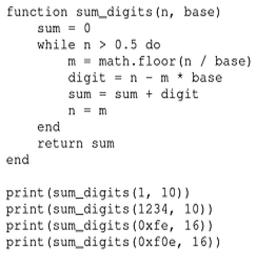 function sum_digits(n, base)
    sum = 0
    while n > 0.5 do
        m = math.floor(n / base)
        digit = n - m * base
        sum = sum + digit
        n = m
    end
    return sum
end

print(sum_digits(1, 10))
print(sum_digits(1234, 10))
print(sum_digits(0xfe, 16))
print(sum_digits(0xf0e, 16))